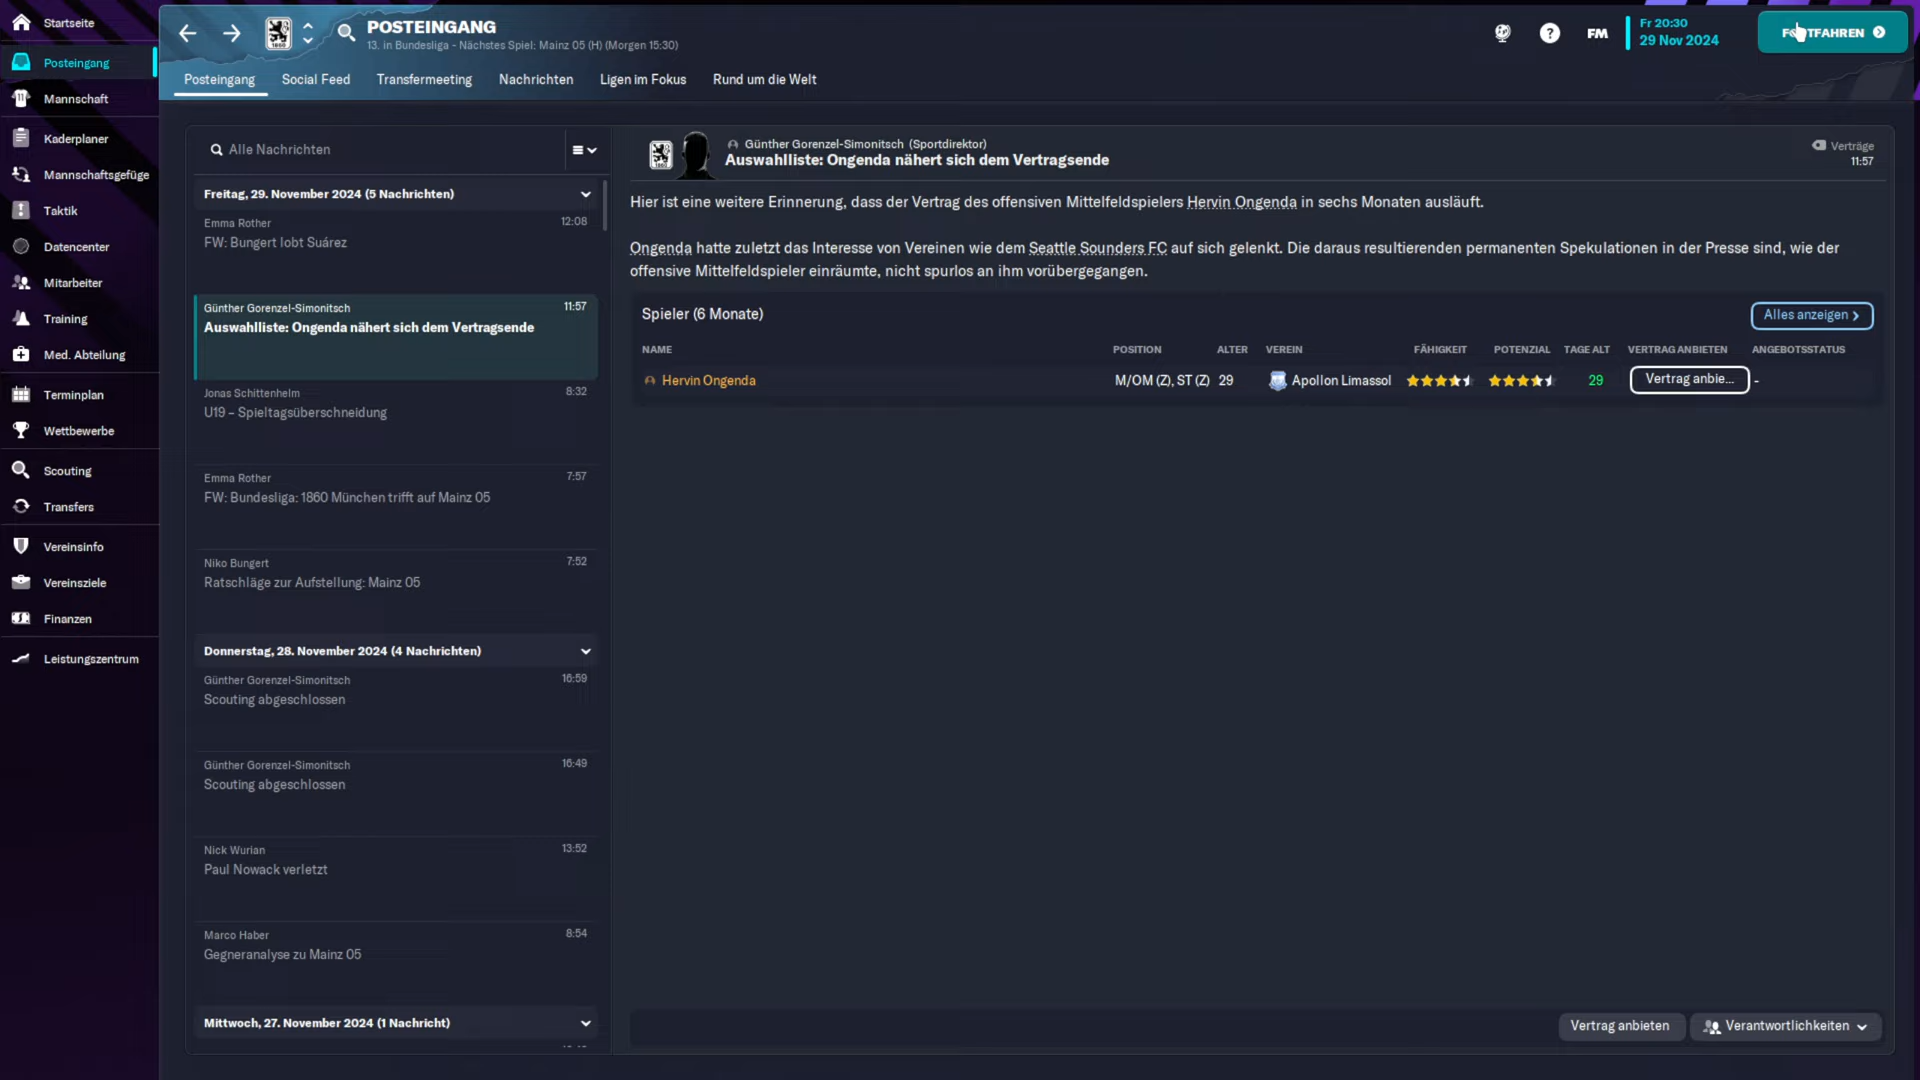 Startseite
Posteingang
Mannschaft
Kaderplaner
Mannschaftsgefüge
Taktik
Datencenter
Mitarbeiter
Training
Med. Abteilung
Terminplan
Wettbewerbe
Scouting
Transfers
Vereinsinfo
Vereinsziele
Finanzen
Leistungszentrum
POSTEINGANG
13. in Bundesliga - Nächstes Spiel: Mainz 05 (H) (Morgen 15:30)
FM
Fr 20:30
29 Nov 2024
Posteingang
Social Feed
Transfermeeting
Nachrichten
Ligen im Fokus
Rund um die Welt
Alle Nachrichten
Freitag, 29. November 2024 (5 Nachrichten)
Emma Rother 12:08
FW: Bungert lobt Suárez
Günther Gorenzel-Simonitsch 11:57
Auswahlliste: Ongenda nähert sich dem Vertragsende
Jonas Schittenhelm 8:32
U19 – Spieltagsüberschneidung
Emma Rother 7:57
FW: Bundesliga: 1860 München trifft auf Mainz 05
Niko Bungert 7:52
Ratschläge zur Aufstellung: Mainz 05
Donnerstag, 28. November 2024 (4 Nachrichten)
Günther Gorenzel-Simonitsch 16:59
Scouting abgeschlossen
Günther Gorenzel-Simonitsch 16:49
Scouting abgeschlossen
Nick Wurian 13:52
Paul Nowack verletzt
Marco Haber 8:54
Gegneranalyse zu Mainz 05
Mittwoch, 27. November 2024 (1 Nachricht)
Günther Gorenzel-Simonitsch (Sportdirektor)
Auswahlliste: Ongenda nähert sich dem Vertragsende
Verträge
11:57
Hier ist eine weitere Erinnerung, dass der Vertrag des offensiven Mittelfeldspielers Hervin Ongenda in sechs Monaten ausläuft.
Ongenda hatte zuletzt das Interesse von Vereinen wie dem Seattle Sounders FC auf sich gelenkt. Die daraus resultierenden permanenten Spekulationen in der Presse sind, wie der
offensive Mittelfeldspieler einräumte, nicht spurlos an ihm vorübergegangen.
Spieler (6 Monate)
Alles anzeigen
NAME POSITION ALTER VEREIN FÄHIGKEIT POTENZIAL TAGE ALT VERTRAG ANBIETEN ANGEBOTSSTATUS
Hervin Ongenda M/OM (Z), ST (Z) 29 Apollon Limassol 29 Vertrag anbie... -
Vertrag anbieten
Verantwortlichkeiten